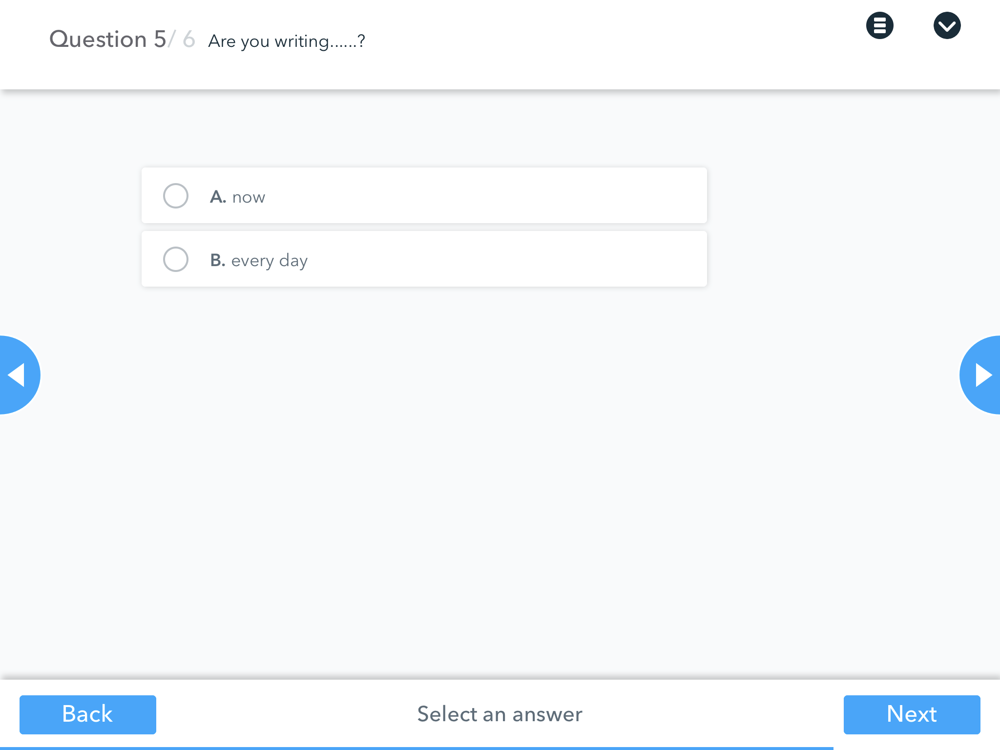 Question 5/ 6 Are you writing......?
A. now
B. every day
Back Select an answer Next